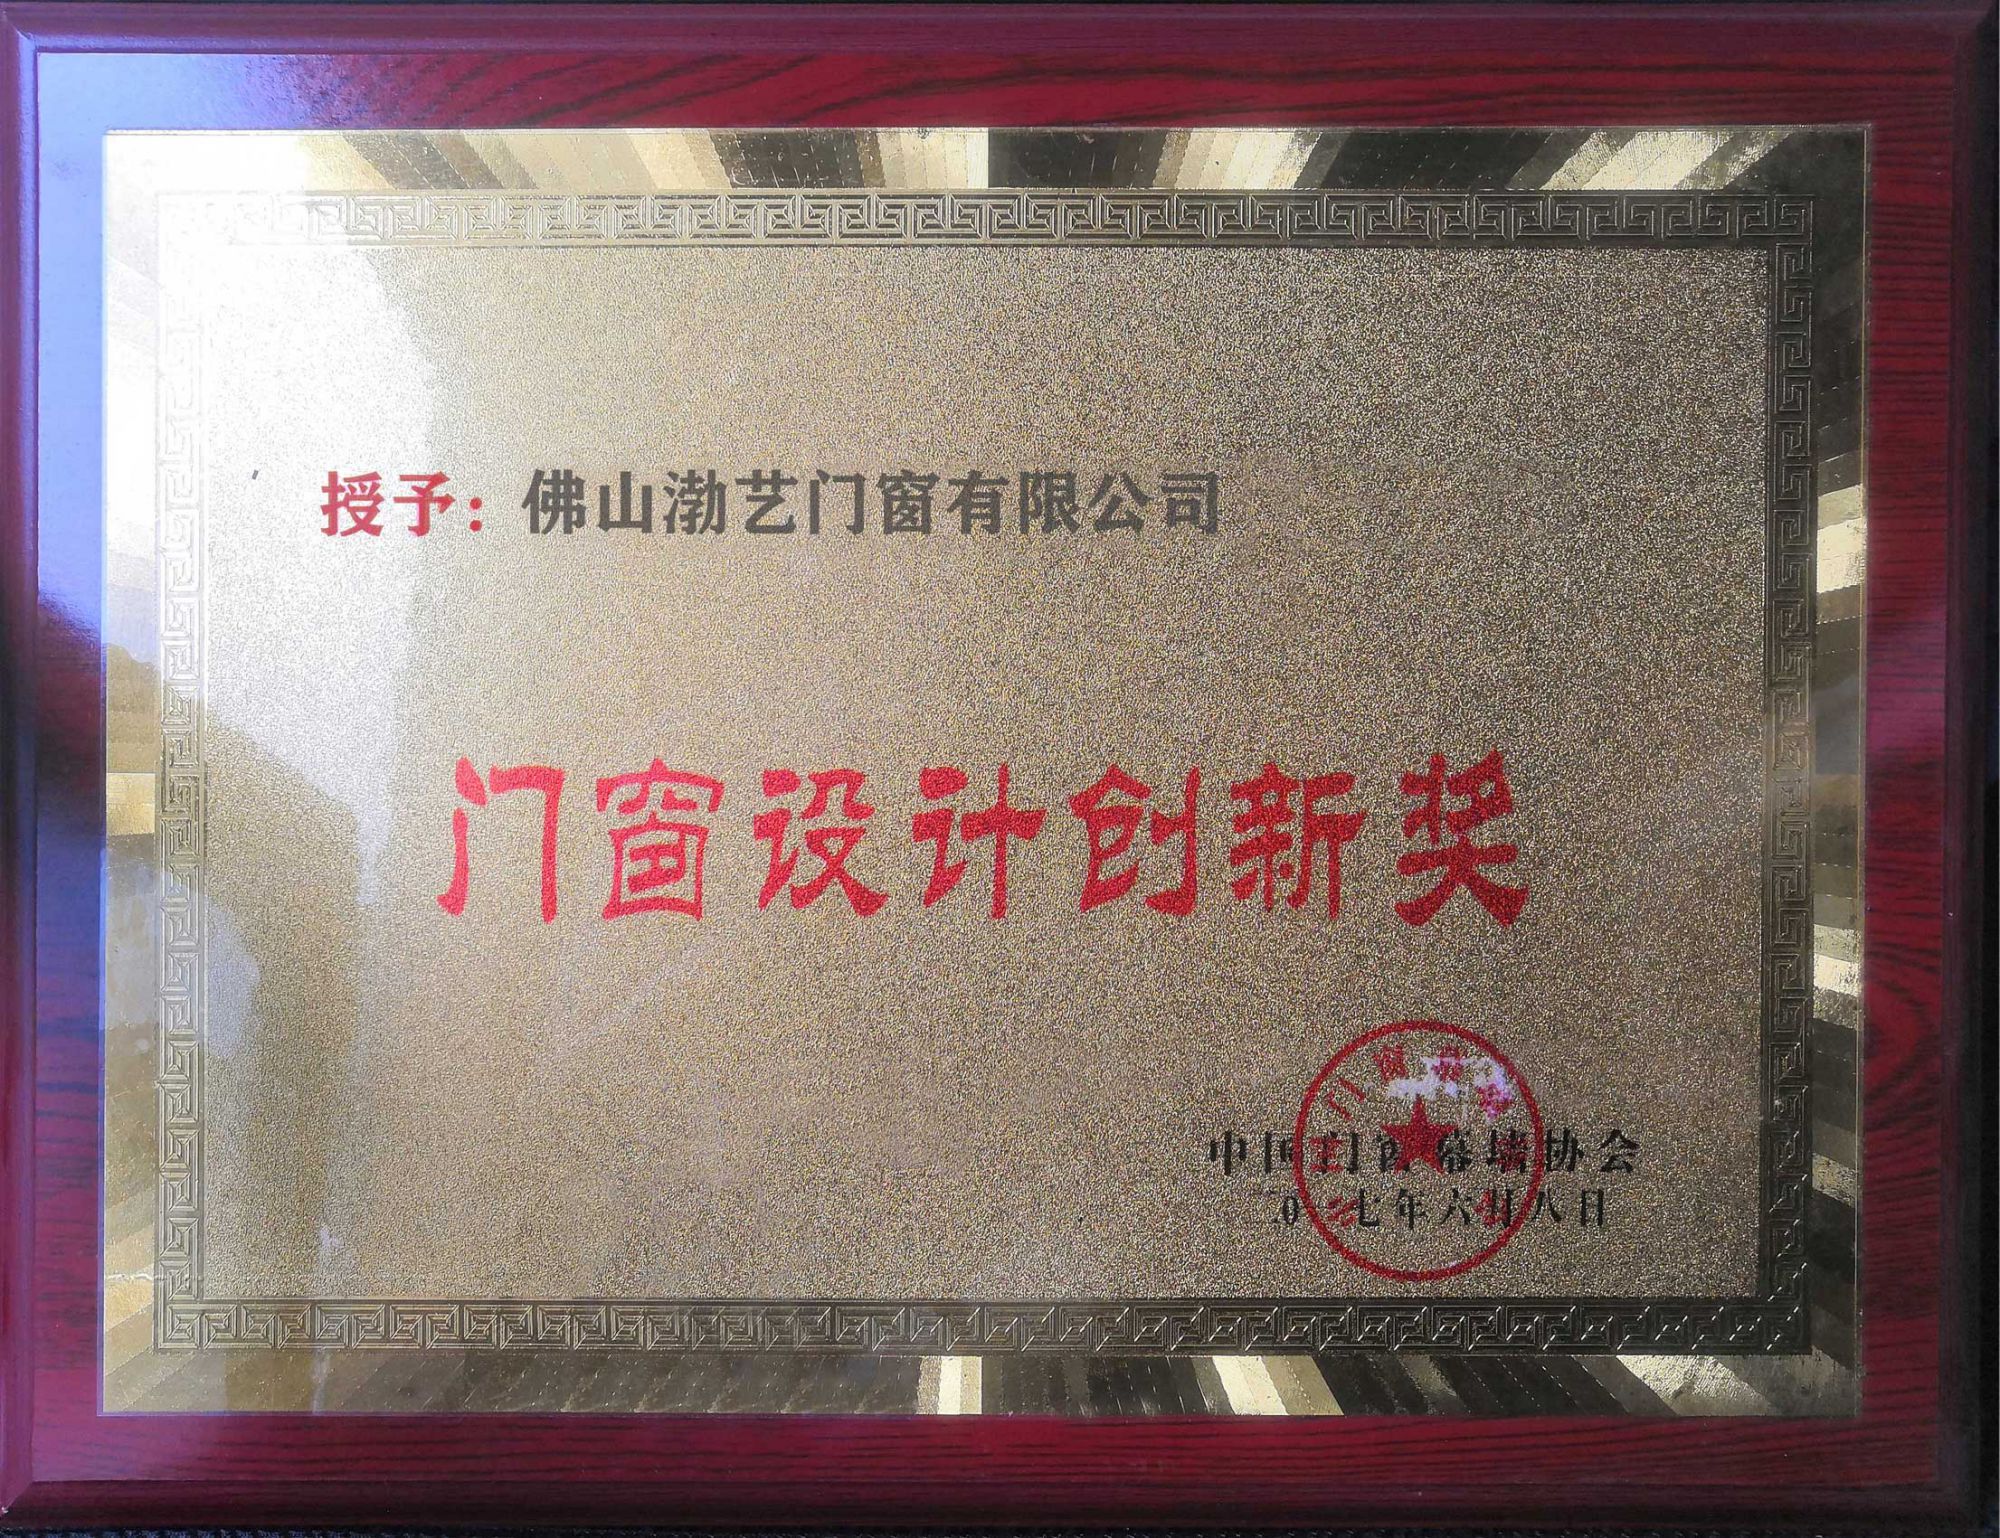 授予：佛山渤艺门窗有限公司
门窗设计创新奖
中国门窗幕墙协会
七年六月八日